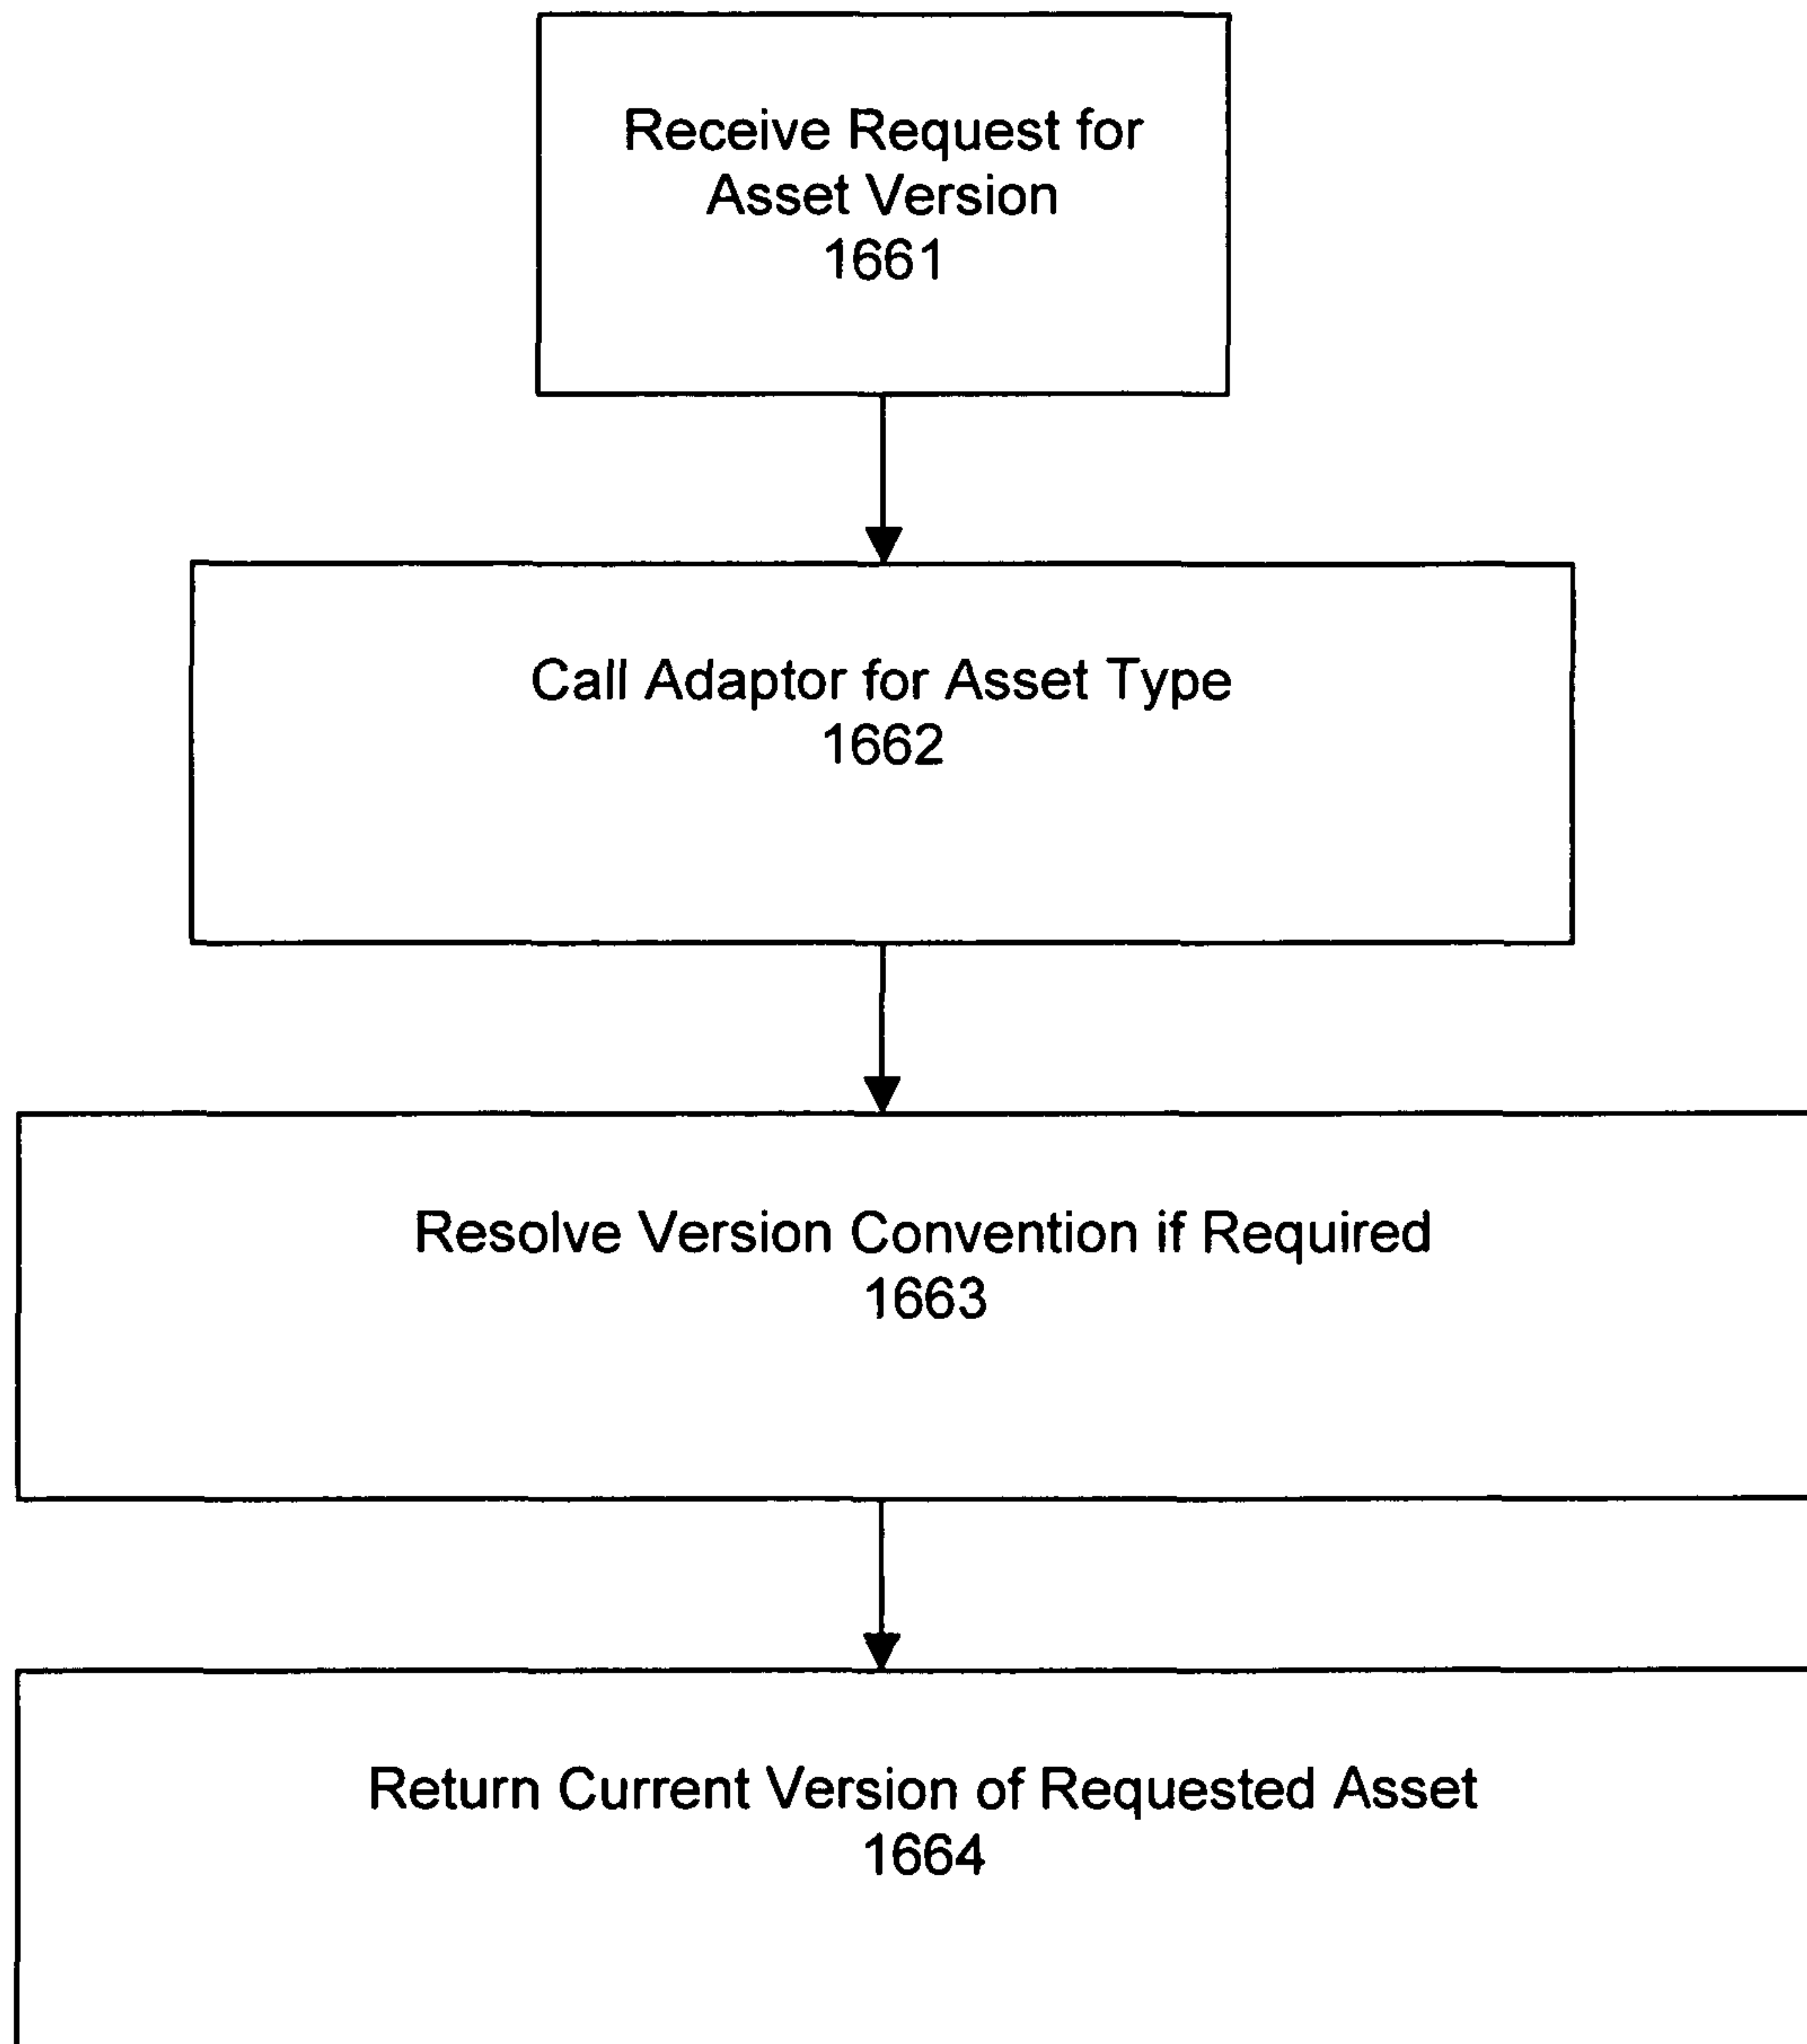 Receive Request for
Asset Version
1661
Call Adaptor for Asset Type
1662
Resolve Version Convention if Required
1663
Return Current Version of Requested Asset
1664